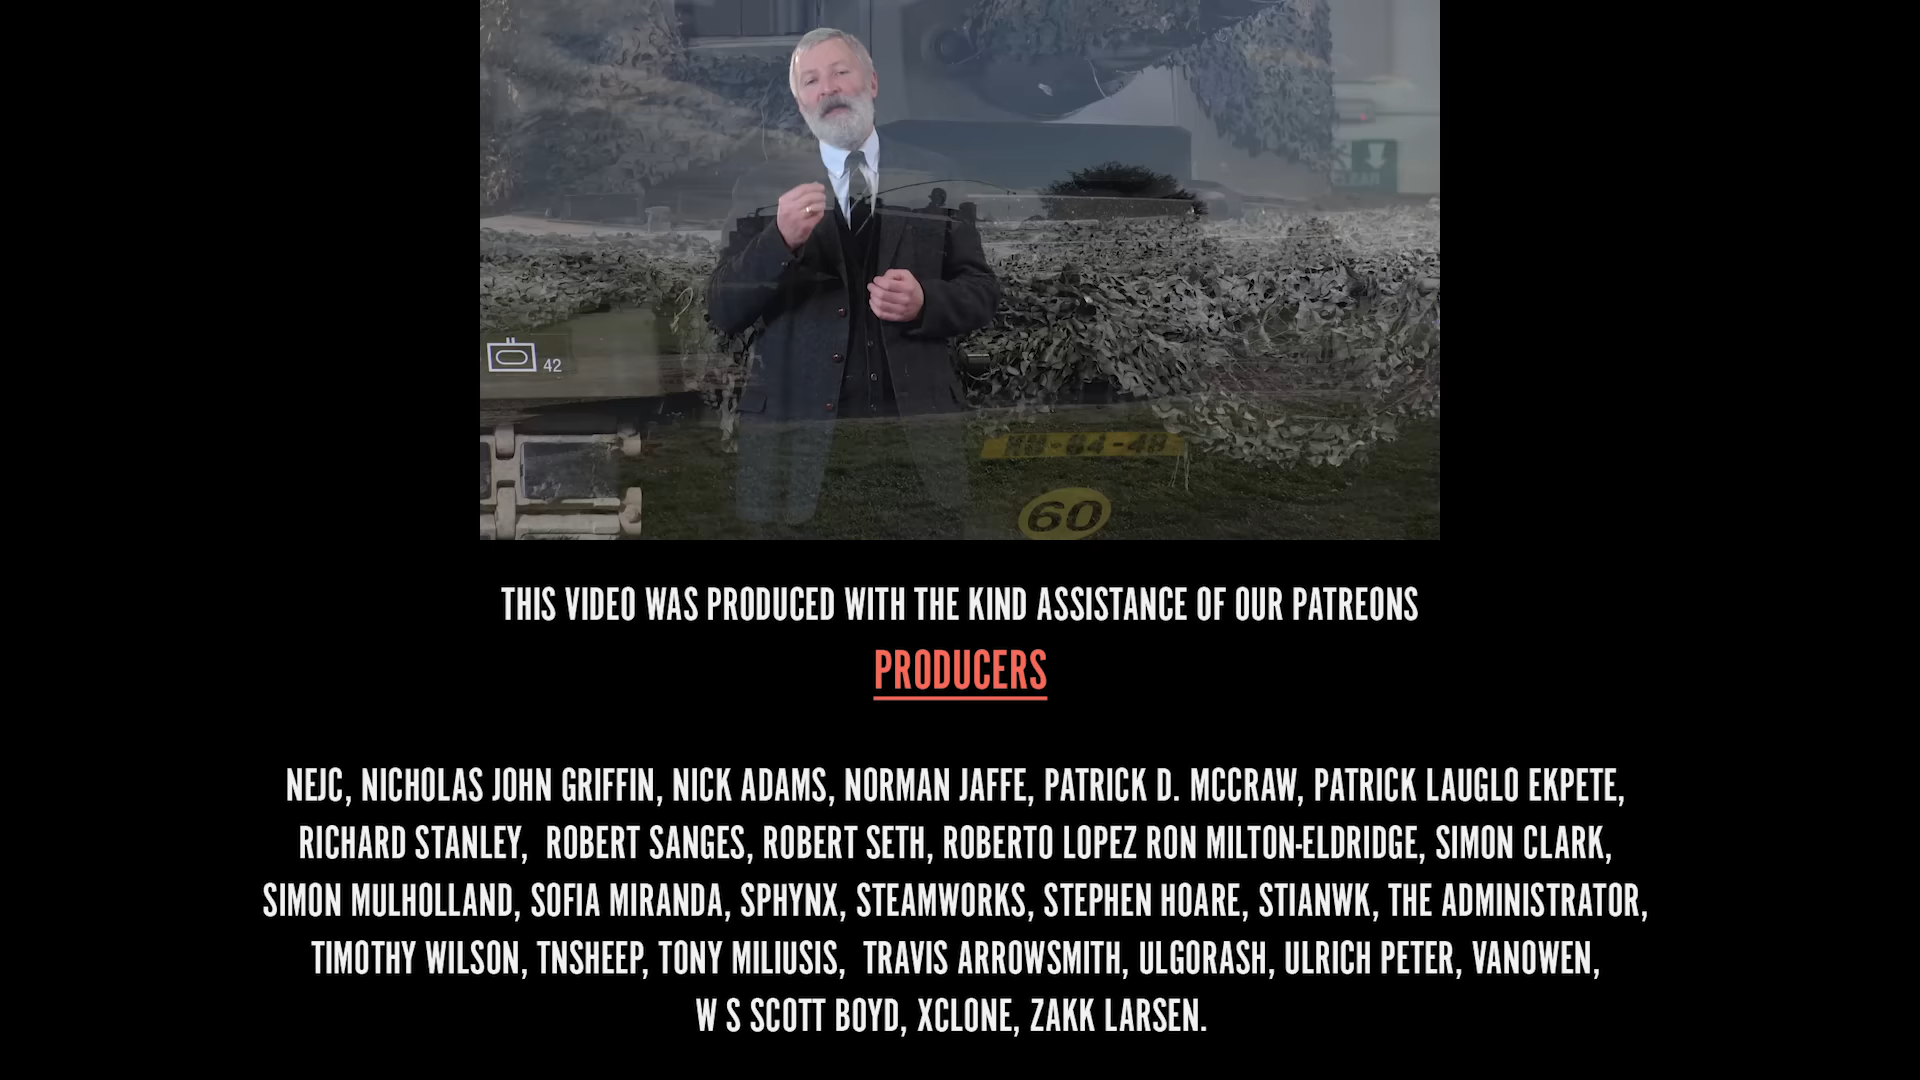 CLEAR
42
60
THIS VIDEO WAS PRODUCED WITH THE KIND ASSISTANCE OF OUR PATREONS
PRODUCERS
NEJC, NICHOLAS JOHN GRIFFIN, NICK ADAMS, NORMAN JAFFE, PATRICK D. MCCRAW, PATRICK LAUGLO EKPETE,
RICHARD STANLEY, ROBERT SANGES, ROBERT SETH, ROBERTO LOPEZ RON MILTON-ELDRIDGE, SIMON CLARK,
SIMON MULHOLLAND, SOFIA MIRANDA, SPHYNX, STEAMWORKS, STEPHEN HOARE, STIANWK, THE ADMINISTRATOR,
TIMOTHY WILSON, TNSHEEP, TONY MILIUSIS, TRAVIS ARROWSMITH, ULGORASH, ULRICH PETER, VANOWEN,
W S SCOTT BOYD, XCLONE, ZAKK LARSEN.